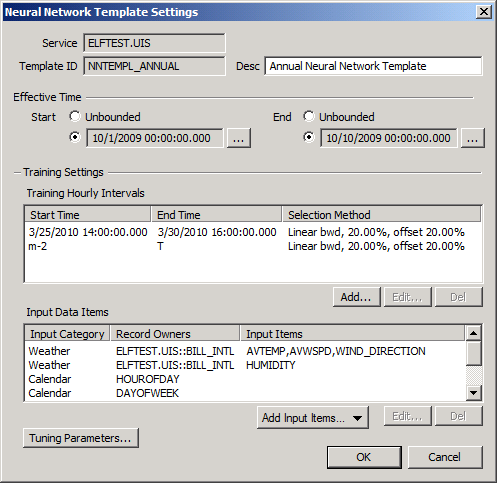 Neural Network Template Settings
Service ELFTEST.UIS
Template ID NNTEMPL_ANNUAL Desc Annual Neural Network Template
Effective Time
Start Unbounded End Unbounded
10/1/2009 00:00:00.000 ... 10/10/2009 00:00:00.000 ...
Training Settings
Training Hourly Intervals
Start Time End Time Selection Method
3/25/2010 14:00:00.000 3/30/2010 16:00:00.000 Linear bwd, 20.00%, offset 20.00%
m-2 T Linear bwd, 20.00%, offset 20.00%
Add... Edit... Del
Input Data Items
Input Category Record Owners Input Items
Weather ELFTEST.UIS::BILL_INTL AVTEMP,AVWSPD,WIND_DIRECTION
Weather ELFTEST.UIS::BILL_INTL HUMIDITY
Calendar HOUROFDAY
Calendar DAYOFWEEK
Add Input Items... Edit... Del
Tuning Parameters...
OK Cancel